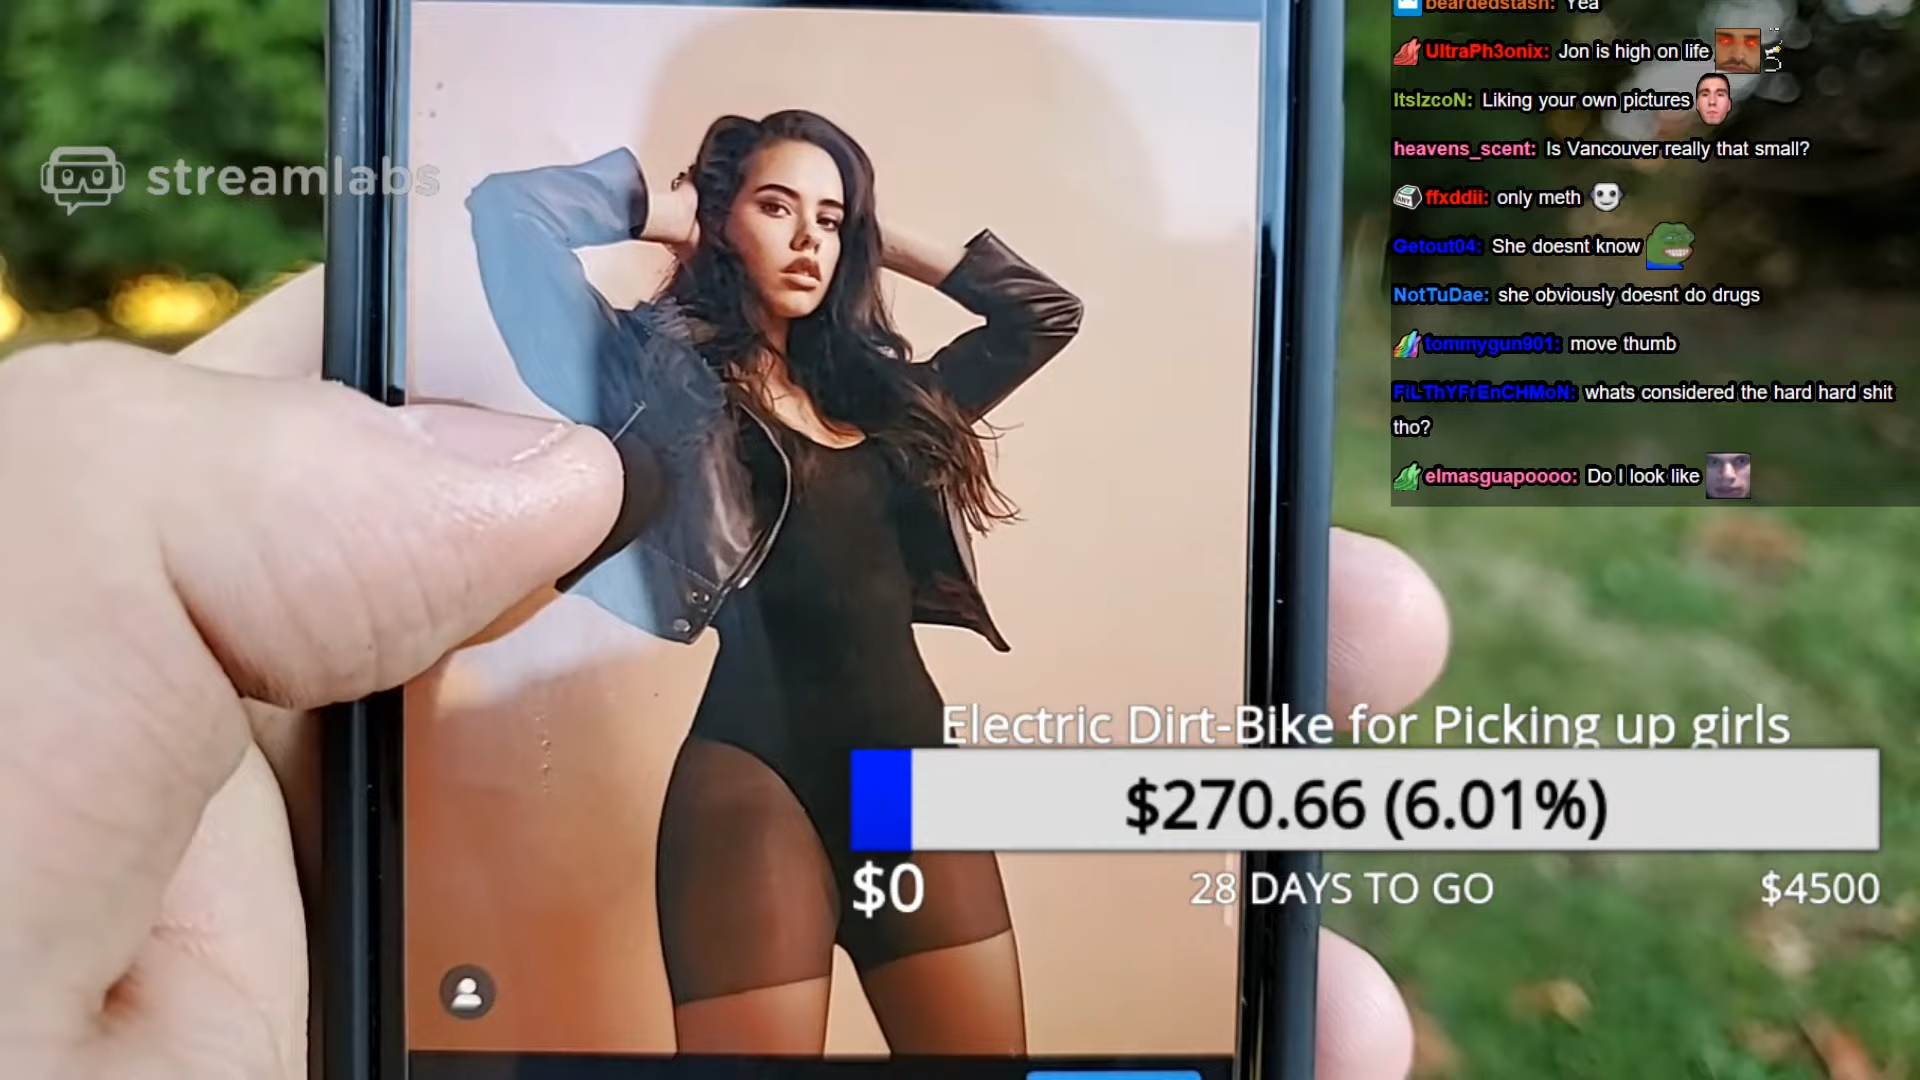 beardedstash: Yea
UltraPh3onix: Jon is high on life
ItsIzcoN: Liking your own pictures
heavens_scent: Is Vancouver really that small?
ANY ffxddii: only meth
Getout04: She doesnt know
NotTuDae: she obviously doesnt do drugs
tommygun901: move thumb
FiLThYFrEnCHMoN: whats considered the hard hard shit
tho?
elmasguapoooo: Do I look like
streamlabs
Electric Dirt-Bike for Picking up girls
$270.66 (6.01%)
$0 28 DAYS TO GO $4500